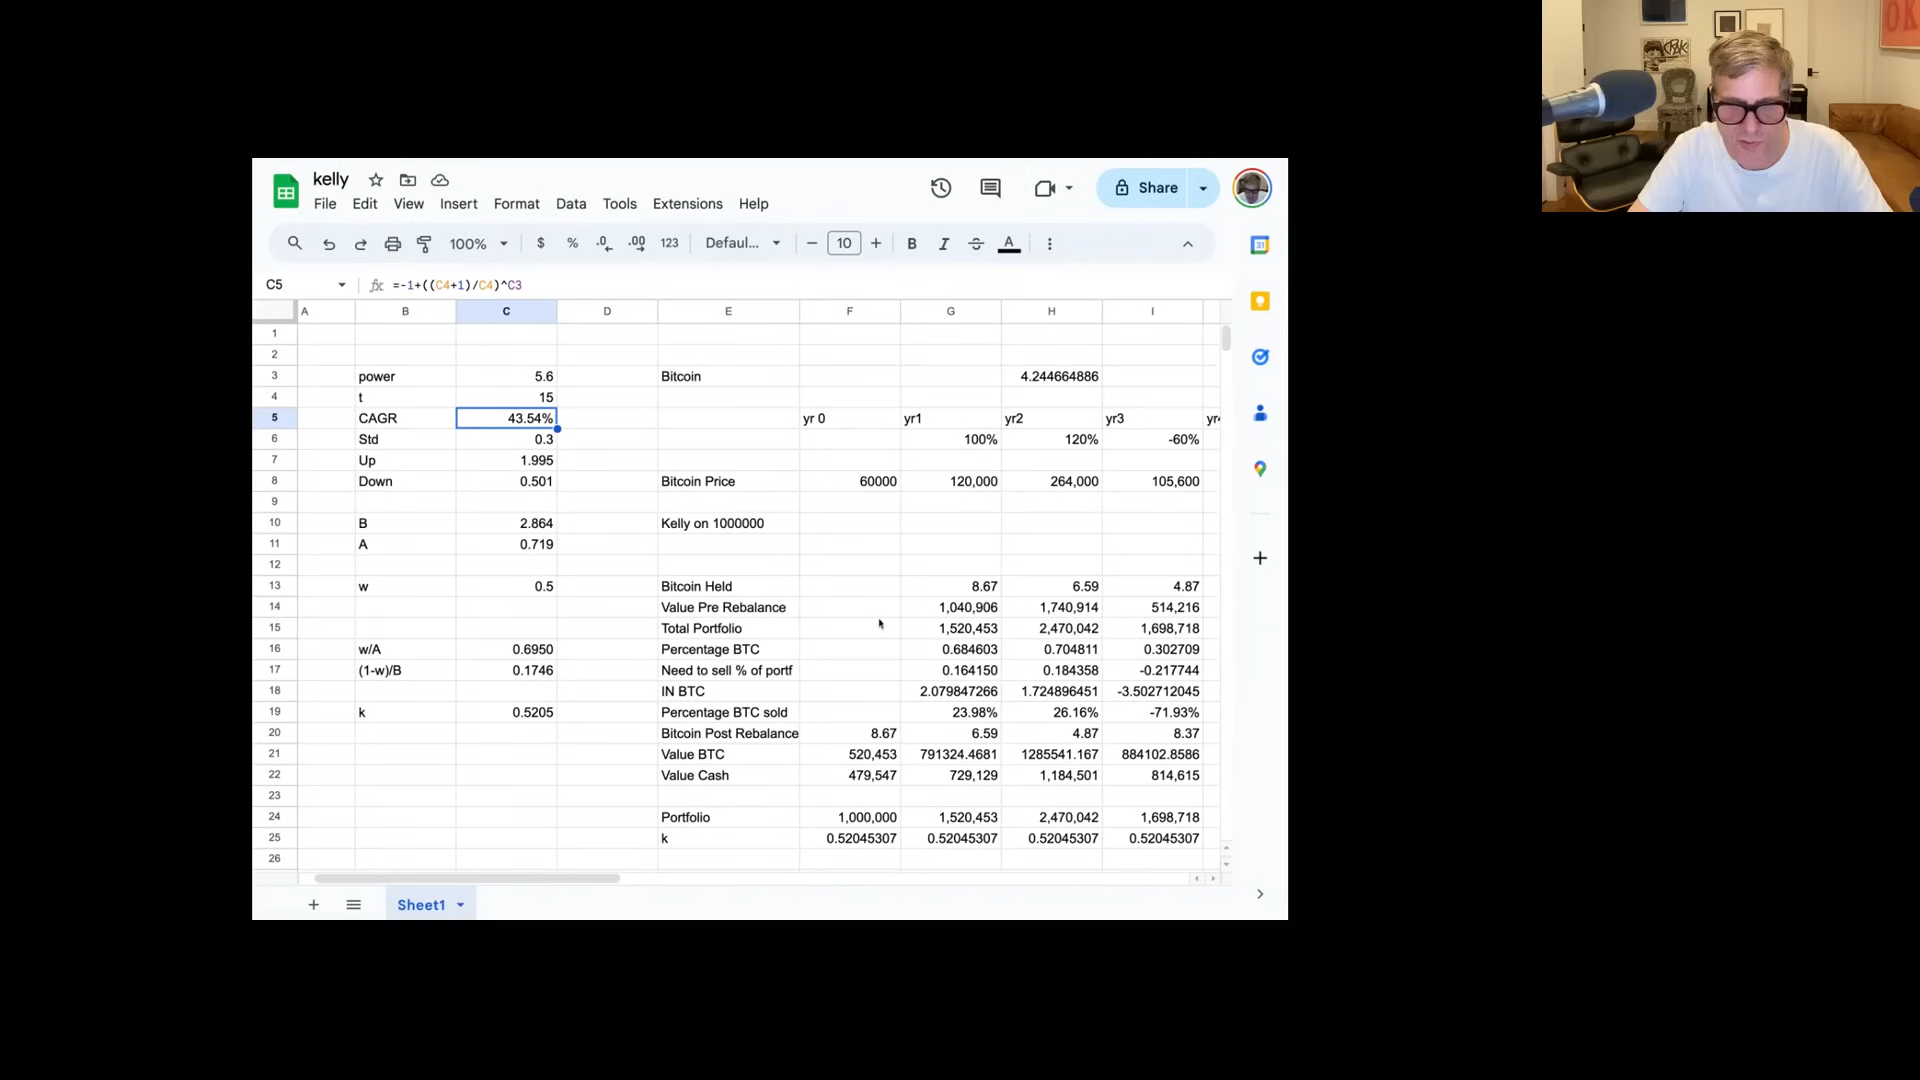 kelly
Share
File Edit View Insert Format Data Tools Extensions Help
100% $ % .0 .00 123 Defaul... − 10 + B I S A
31
C5 fx =-1+((C4+1)/C4)^C3
A B C D E F G H I
1
2
3 power 5.6 Bitcoin 4.244664886
4 t 15
5 CAGR 43.54% yr 0 yr1 yr2 yr3
6 Std 0.3 100% 120% -60%
7 Up 1.995
8 Down 0.501 Bitcoin Price 60000 120,000 264,000 105,600
9
10 B 2.864 Kelly on 1000000
11 A 0.719
12
13 w 0.5 Bitcoin Held 8.67 6.59 4.87
14 Value Pre Rebalance 1,040,906 1,740,914 514,216
15 Total Portfolio 1,520,453 2,470,042 1,698,718
16 w/A 0.6950 Percentage BTC 0.684603 0.704811 0.302709
17 (1-w)/B 0.1746 Need to sell % of portf 0.164150 0.184358 -0.217744
18 IN BTC 2.079847266 1.724896451 -3.502712045
19 k 0.5205 Percentage BTC sold 23.98% 26.16% -71.93%
20 Bitcoin Post Rebalance 8.67 6.59 4.87 8.37
21 Value BTC 520,453 791324.4681 1285541.167 884102.8586
22 Value Cash 479,547 729,129 1,184,501 814,615
23
24 Portfolio 1,000,000 1,520,453 2,470,042 1,698,718
25 k 0.52045307 0.52045307 0.52045307 0.52045307
26
+ Sheet1
OK